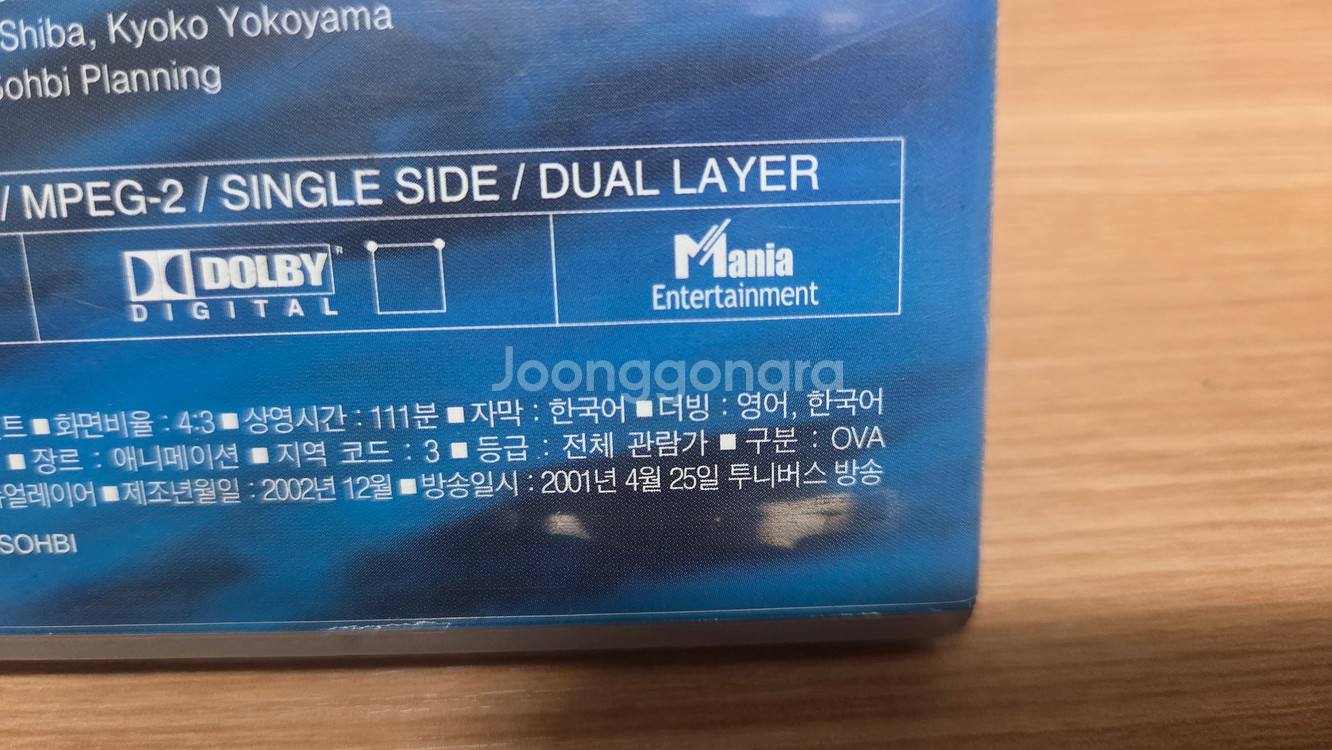 Shiba, Kyoko Yokoyama
Sohbi Planning
/ MPEG-2 / SINGLE SIDE / DUAL LAYER
DOLBY®
DIGITAL
Mania
Entertainment
Joonggonara
트 ■ 화면비율 : 4:3 ■ 상영시간 : 111분 ■ 자막 : 한국어 ■ 더빙 : 영어, 한국어
■ 장르 : 애니메이션 ■ 지역 코드 : 3 ■ 등급 : 전체 관람가 ■ 구분 : OVA
얼레이어 ■ 제조년월일 : 2002년 12월 ■ 방송일시 : 2001년 4월 25일 투니버스 방송
SOHBI